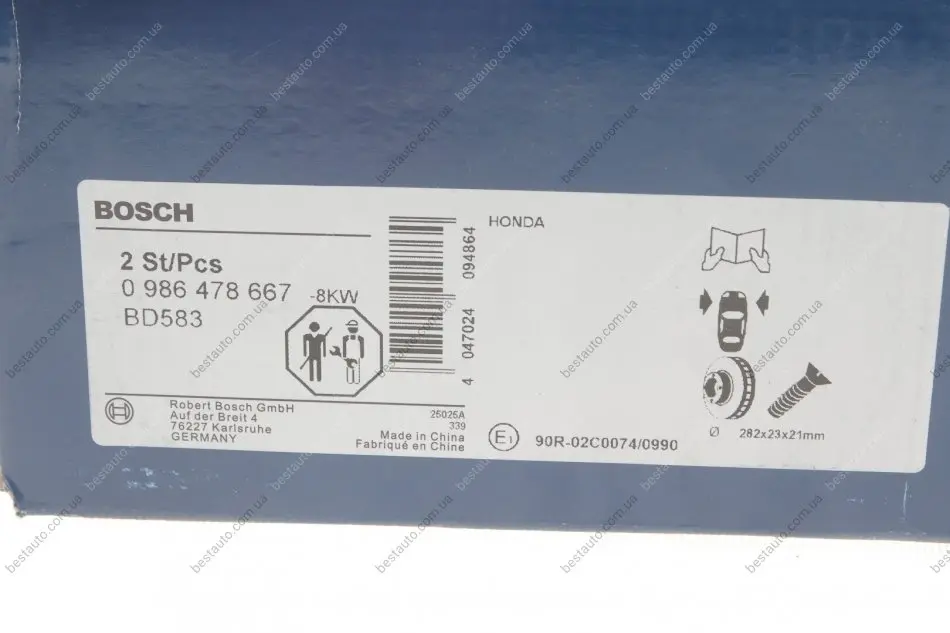 BOSCH
2 St/Pcs
0 986 478 667
-8KW
BD583
4 047024 094864
Robert Bosch GmbH
Auf der Breit 4
76227 Karlsruhe
GERMANY
25025A
339
Made in China
Fabriqué en Chine
HONDA
E1
90R-02C0074/0990
Ø 282x23x21mm
bestauto.com.ua